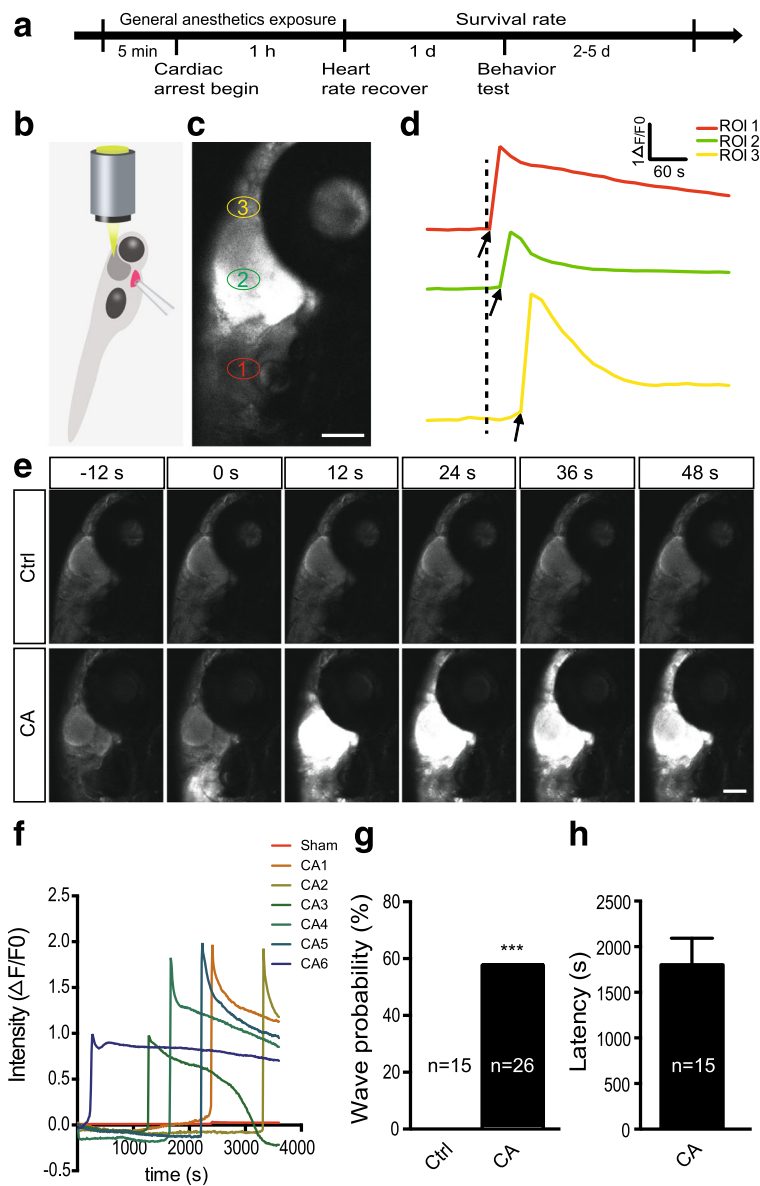 a
General anesthetics exposure
Survival rate
5 min
1 h
1 d
2-5 d
Cardiac
arrest begin
Heart
rate recover
Behavior
test
b
c
3
2
1
d
1ΔF/F0
60 s
ROI 1
ROI 2
ROI 3
e
-12 s
0 s
12 s
24 s
36 s
48 s
Ctrl
CA
f
Sham
CA1
CA2
CA3
CA4
CA5
CA6
Intensity (ΔF/F0)
2.5
2.0
1.5
1.0
0.5
0.0
-0.5
1000
2000
3000
4000
time (s)
g
Wave probability (%)
80
60
40
20
0
***
n=15
n=26
Ctrl
CA
h
Latency (s)
2500
2000
1500
1000
500
0
n=15
CA